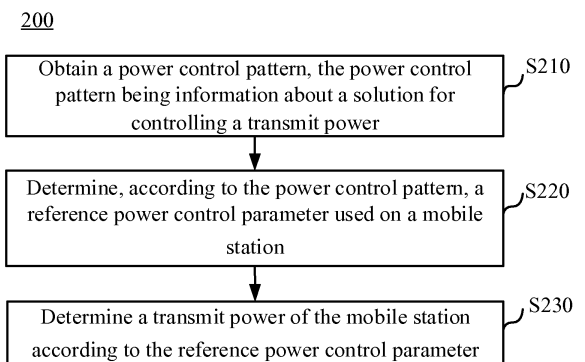 200
Obtain a power control pattern, the power control
pattern being information about a solution for
controlling a transmit power
S210
Determine, according to the power control pattern, a
reference power control parameter used on a mobile
station
S220
Determine a transmit power of the mobile station
according to the reference power control parameter
S230